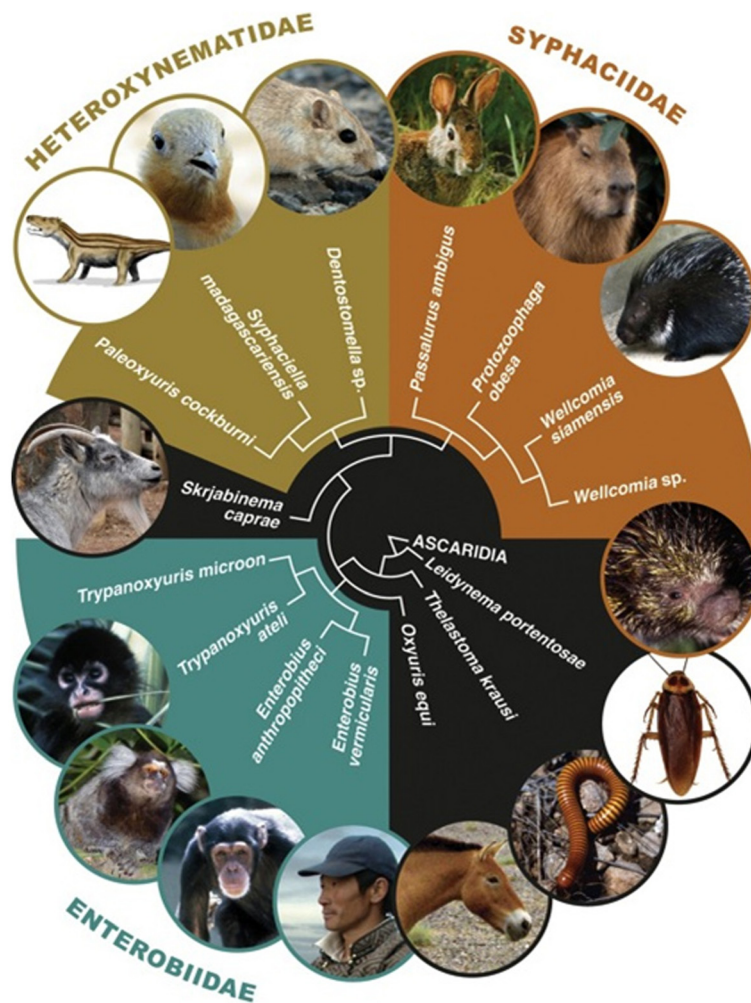 HETEROXYNEMATIDAE
SYPHACIIDAE
Paleoxyuris cockburni
Syphaciella
madagascariensis
Dentostomella sp.
Passalurus ambigus
Protozoophaga
obesa
Wellcomia
siamensis
Wellcomia sp.
Skrjabinema
caprae
ASCARIDIA
Leidynema portentosae
Thelastoma krausi
Oxyuris equi
Trypanoxyuris microon
Trypanoxyuris
ateli
Enterobius
anthropopitheci
Enterobius
vermicularis
ENTEROBIIDAE